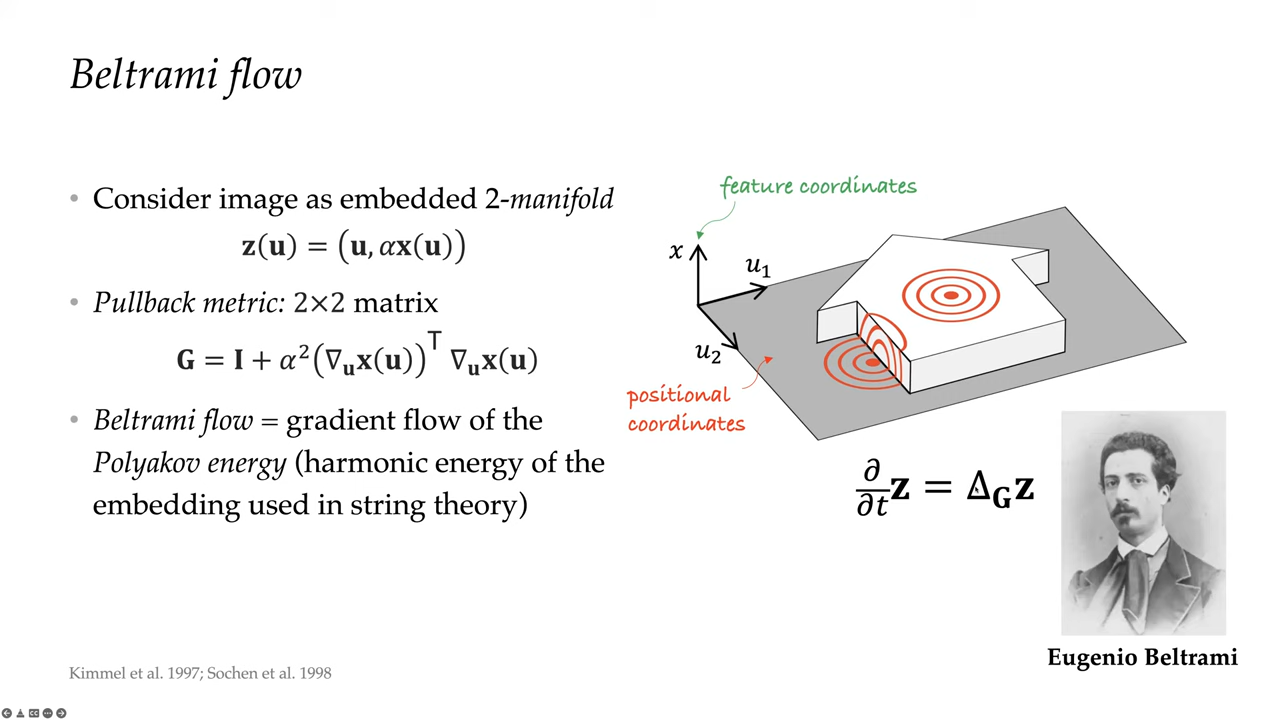 Beltrami flow
• Consider image as embedded 2-manifold
𝐳(𝐮) = (𝐮, α𝐱(𝐮))
• Pullback metric: 2×2 matrix
𝐆 = 𝐈 + α²(∇𝐮𝐱(𝐮))ᵀ ∇𝐮𝐱(𝐮)
• Beltrami flow = gradient flow of the
Polyakov energy (harmonic energy of the
embedding used in string theory)
feature coordinates
x
u₁
u₂
positional
coordinates
∂/∂t 𝐳 = Δ_𝐆 𝐳
Eugenio Beltrami
Kimmel et al. 1997; Sochen et al. 1998